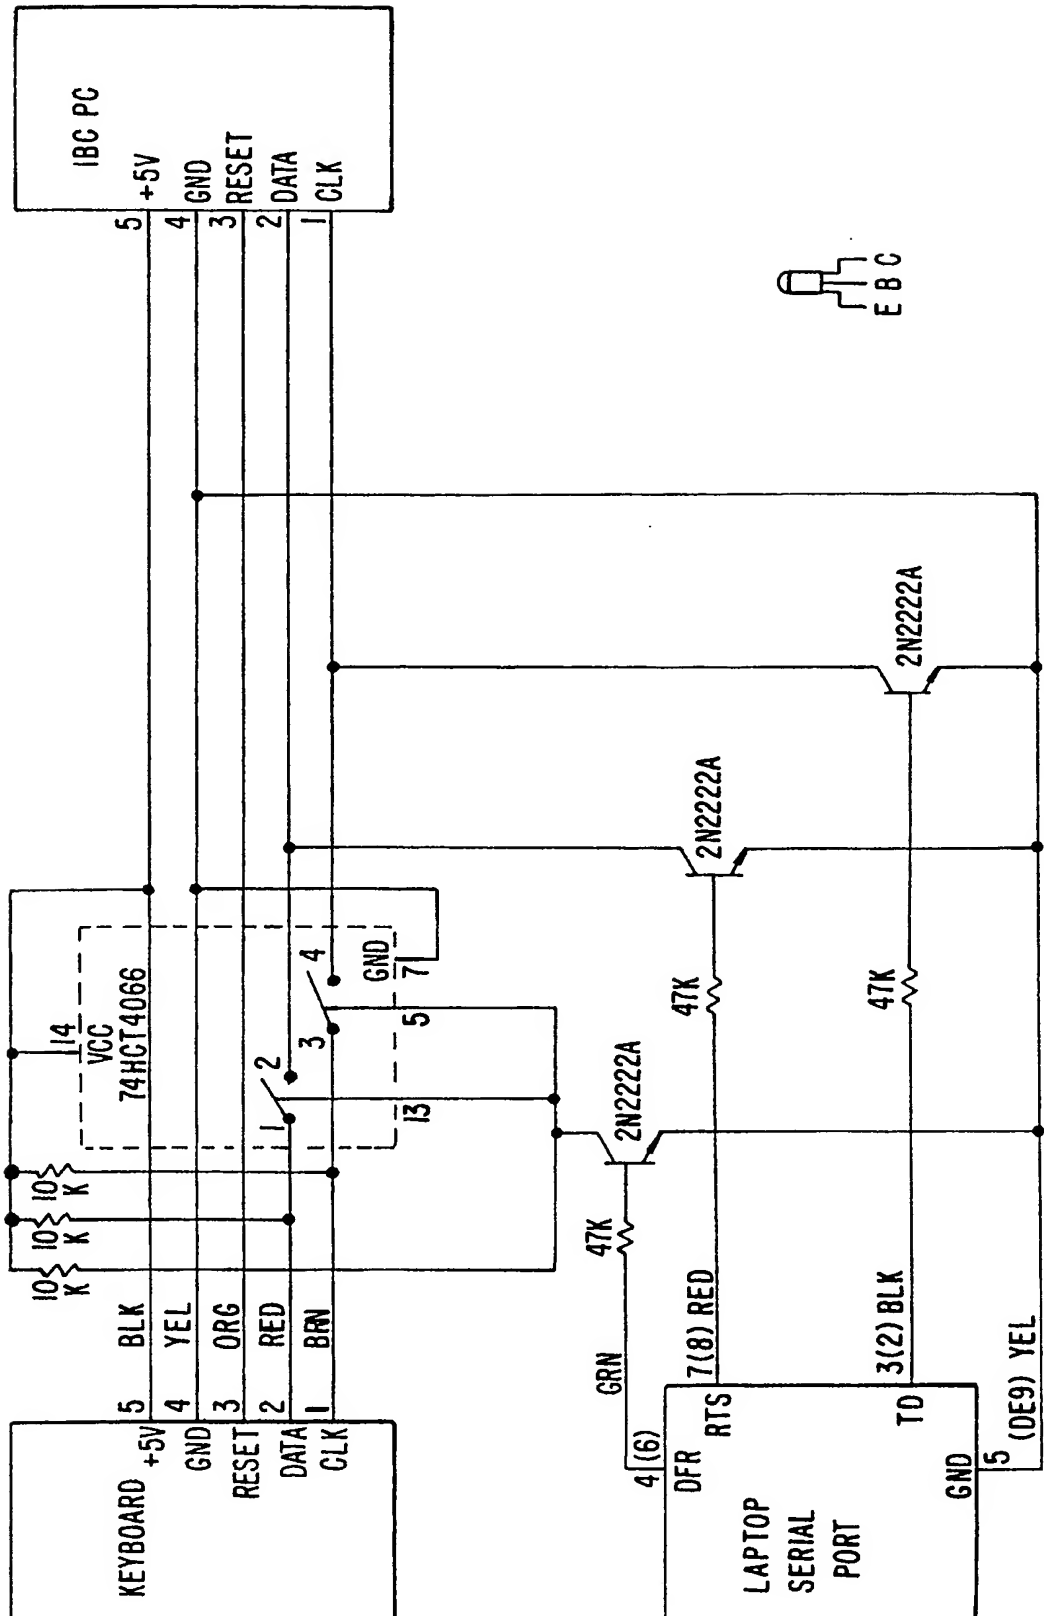 IBC PC
+5V
GND
RESET
DATA
CLK
5
4
3
2
1
E B C
2N2222A
2N2222A
2N2222A
47K
47K
47K
14
VCC
74HCT4066
1
2
3
4
GND
7
5
13
10
K
10
K
10
K
BLK
YEL
ORG
RED
BRN
5
4
3
2
1
+5V
GND
RESET
DATA
CLK
KEYBOARD
GRN
7(8) RED
3(2) BLK
(DE9) YEL
4 (6)
5
DFR
RTS
TD
GND
LAPTOP
SERIAL
PORT